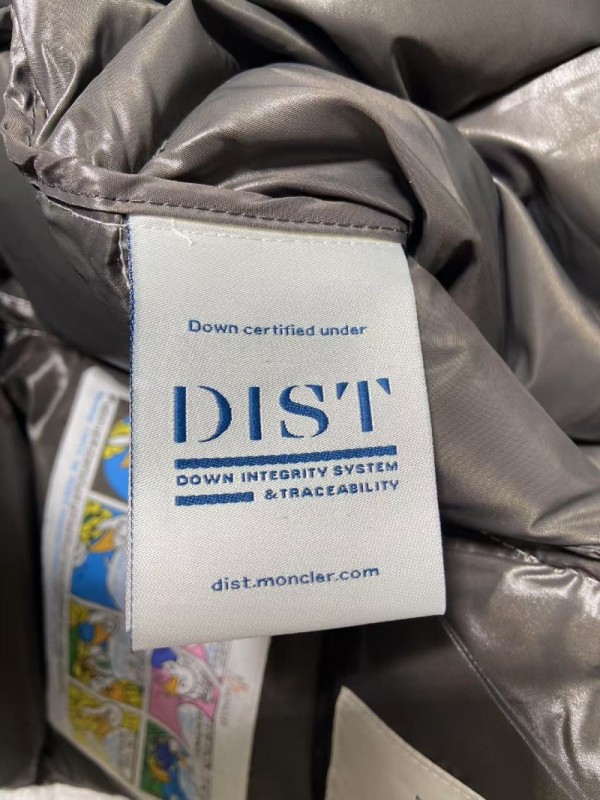 Down certified under
DIST
DOWN INTEGRITY SYSTEM
& TRACEABILITY
dist.moncler.com